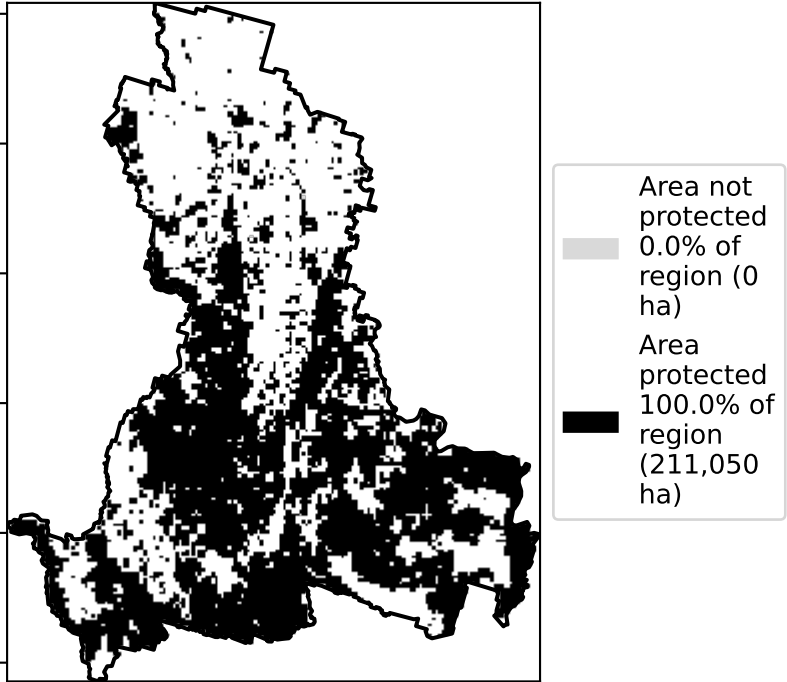 Area not
protected
0.0% of
region (0
ha)
Area
protected
100.0% of
region
(211,050
ha)